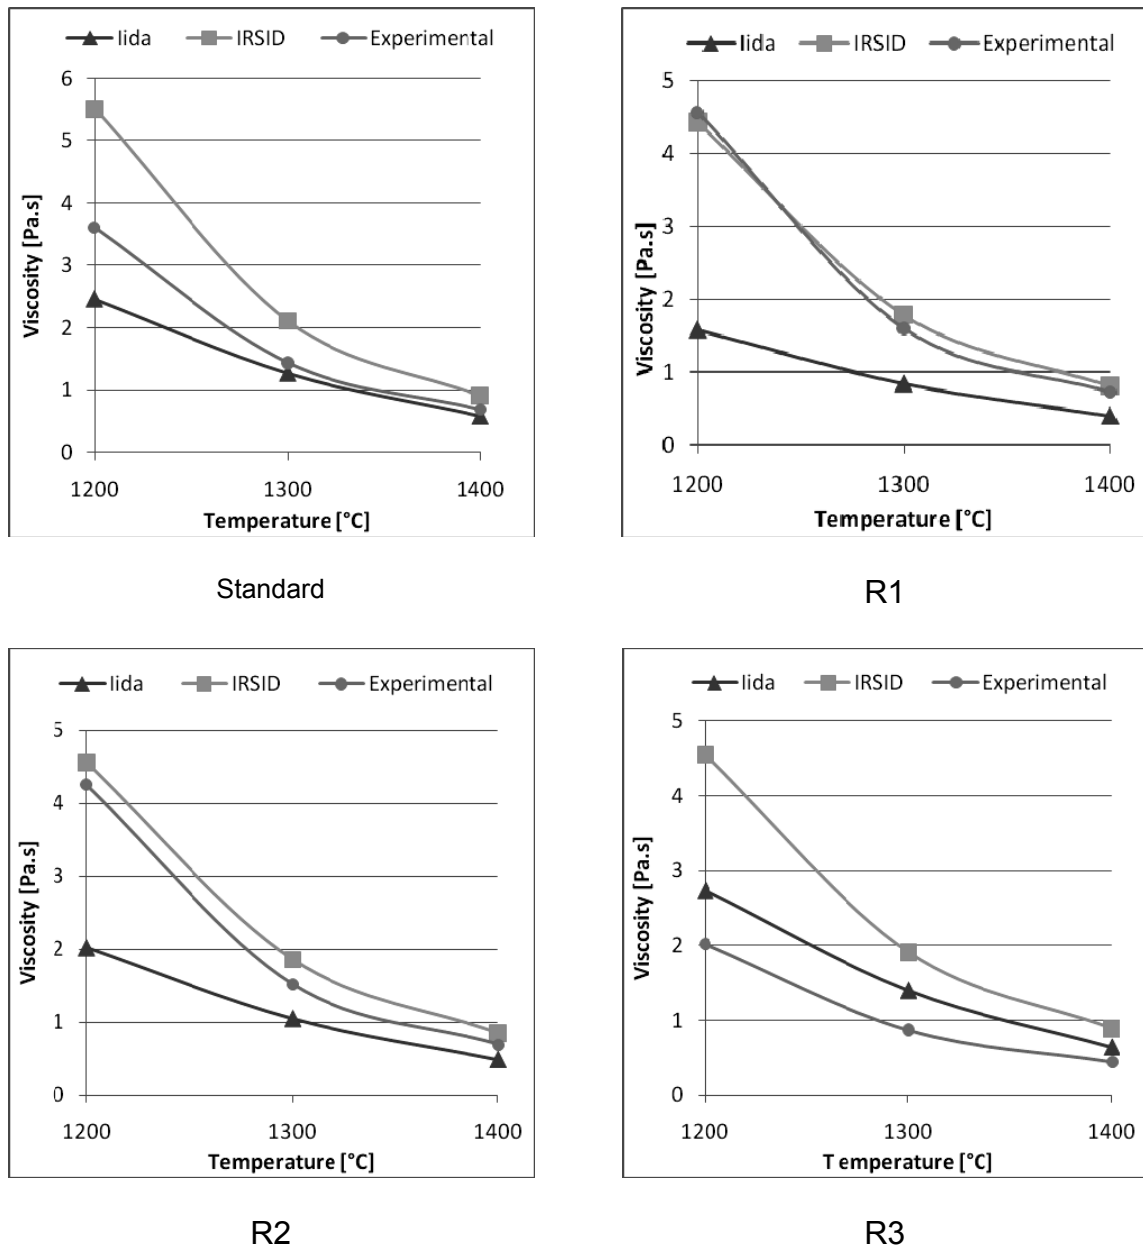 Iida IRSID Experimental
6
5
4
3
2
1
0
Viscosity [Pa.s]
1200 1300 1400
Temperature [°C]
Standard
Iida IRSID Experimental
5
4
3
2
1
0
Viscosity [Pa.s]
1200 1300 1400
Temperature [°C]
R1
Iida IRSID Experimental
5
4
3
2
1
0
Viscosity [Pa.s]
1200 1300 1400
Temperature [°C]
R2
Iida IRSID Experimental
5
4
3
2
1
0
Viscosity [Pa.s]
1200 1300 1400
T emperature [°C]
R3